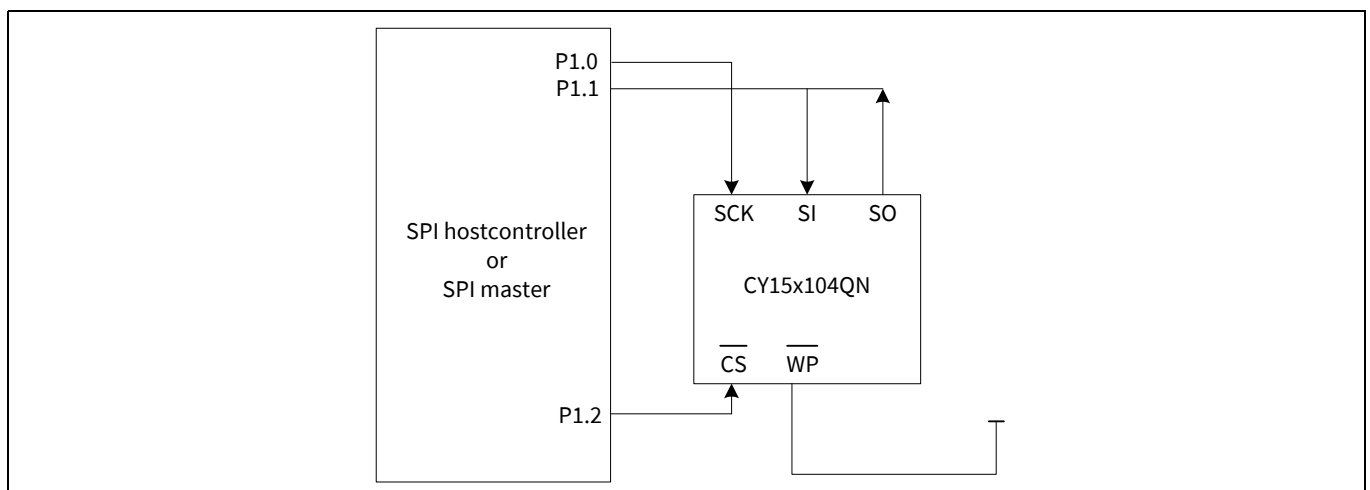 P1.0
P1.1
SCK SI SO
SPI hostcontroller
or
SPI master
CY15x104QN
CS WP
P1.2